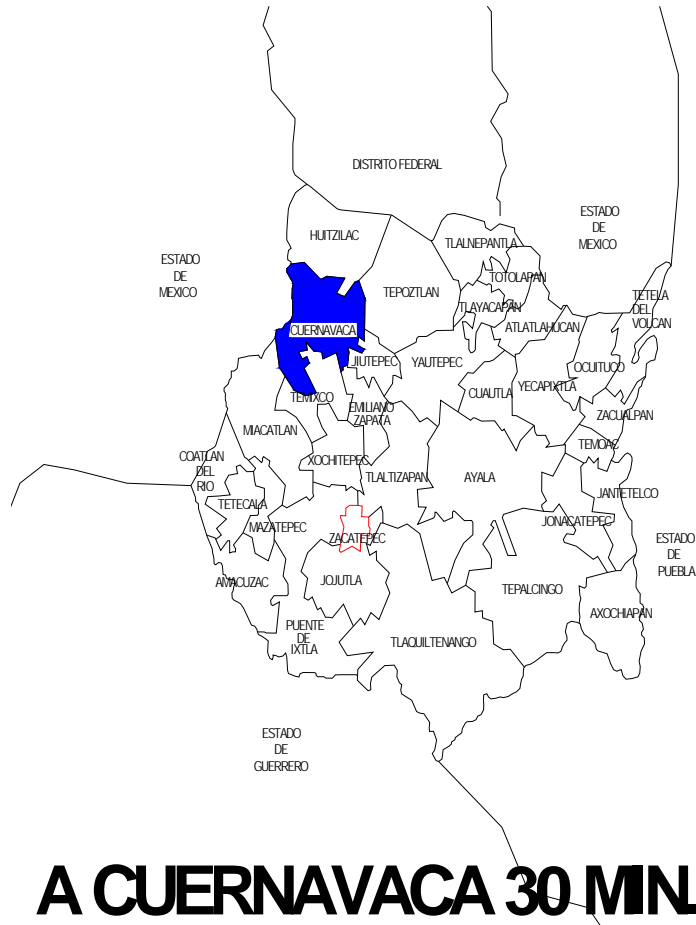 DISTRITO FEDERAL
ESTADO
DE
MEXICO
HUITZILAC
TLALNEPANTLA
ESTADO
DE
MEXICO
TOTOLAPAN
TEPOZTLAN
TETELA
DEL
VOLCAN
TLAYACAPAN
CUERNAVACA
ATLATLAHUCAN
JIUTEPEC
YAUTEPEC
OCUITUCO
CUAUTLA
YECAPIXTLA
TEMIXCO
EMILIANO
ZAPATA
ZACUALPAN
MIACATLAN
TEMOAC
COATLAN
DEL
RIO
XOCHITEPEC
TLALTIZAPAN
AYALA
JANTETELCO
TETECALA
MAZATEPEC
JONACATEPEC
ZACATEPEC
ESTADO
DE
PUEBLA
AMACUZAC
JOJUTLA
TEPALCINGO
AXOCHIAPAN
PUENTE
DE
IXTLA
TLAQUILTENANGO
ESTADO
DE
GUERRERO
A CUERNAVACA 30 MIN.